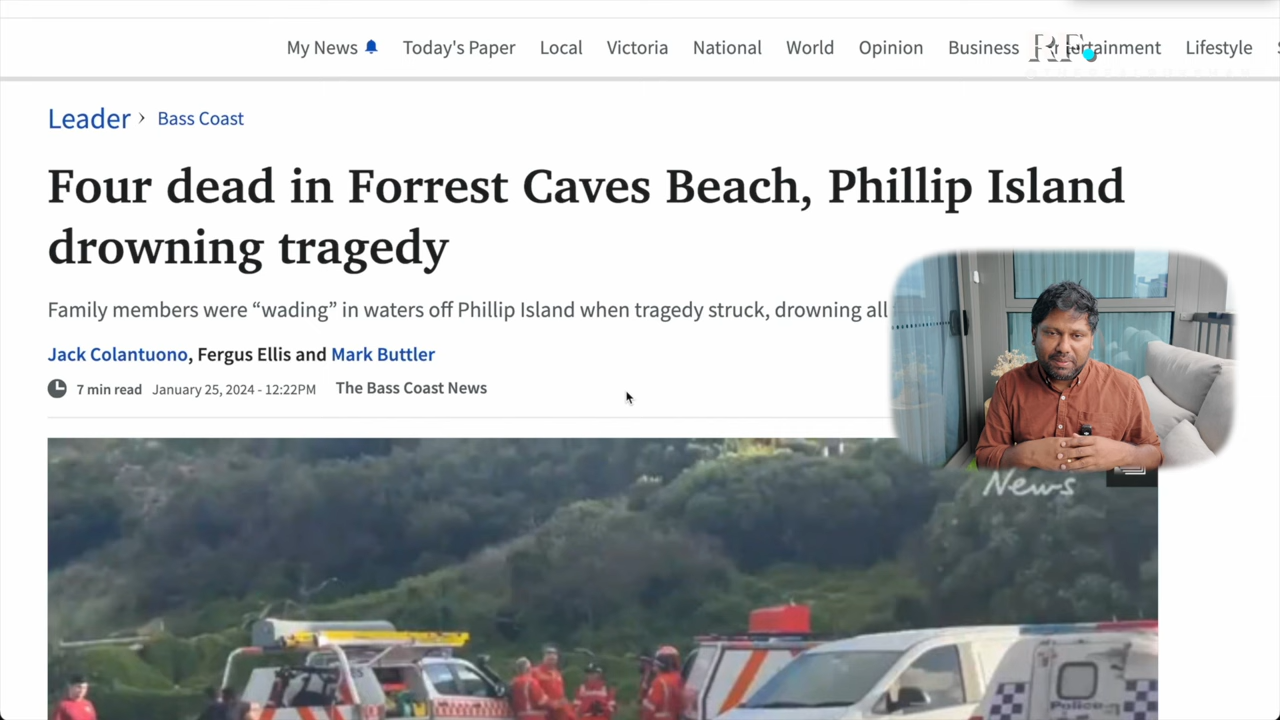 My News Today's Paper Local Victoria National World Opinion Business Entertainment Lifestyle
RF
Leader › Bass Coast
Four dead in Forrest Caves Beach, Phillip Island
drowning tragedy
Family members were “wading” in waters off Phillip Island when tragedy struck, drowning all
Jack Colantuono, Fergus Ellis and Mark Buttler
7 min read January 25, 2024 - 12:22PM The Bass Coast News
News
Police